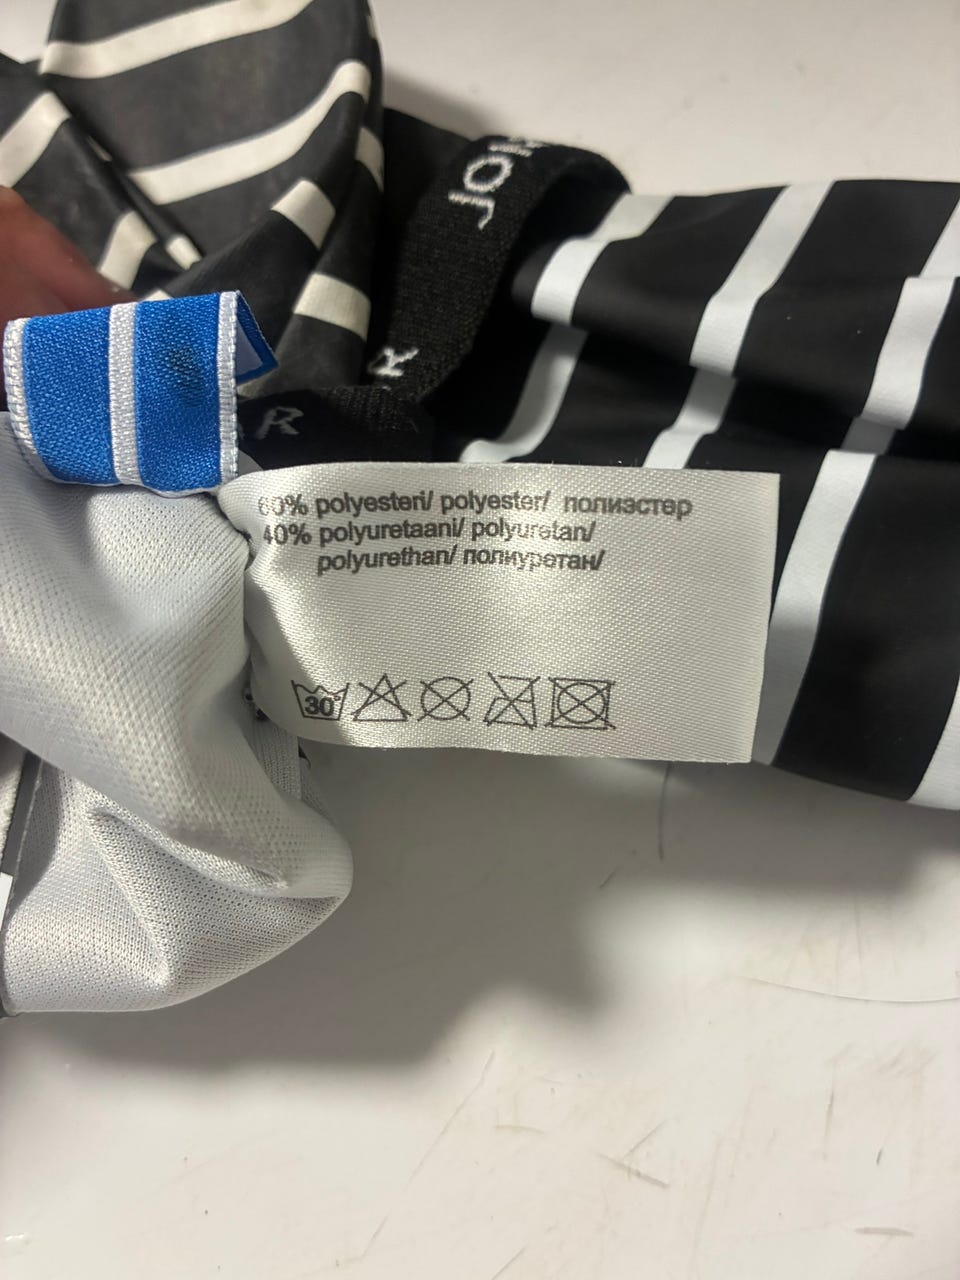 60% polyesteri/ polyester/ полиэстер
40% polyuretaani/ polyuretan/
polyurethan/ полиуретан/
30°